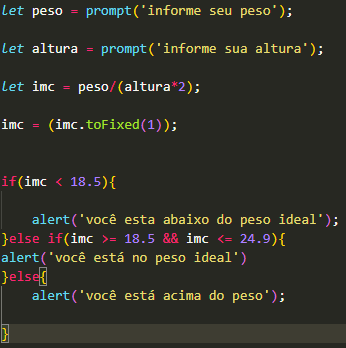 let peso = prompt('informe seu peso');
let altura = prompt('informe sua altura');
let imc = peso/(altura*2);
imc = (imc.toFixed(1));
if(imc < 18.5){
alert('você esta abaixo do peso ideal');
}else if(imc >= 18.5 && imc <= 24.9){
alert('você está no peso ideal')
}else{
alert('você está acima do peso');
}